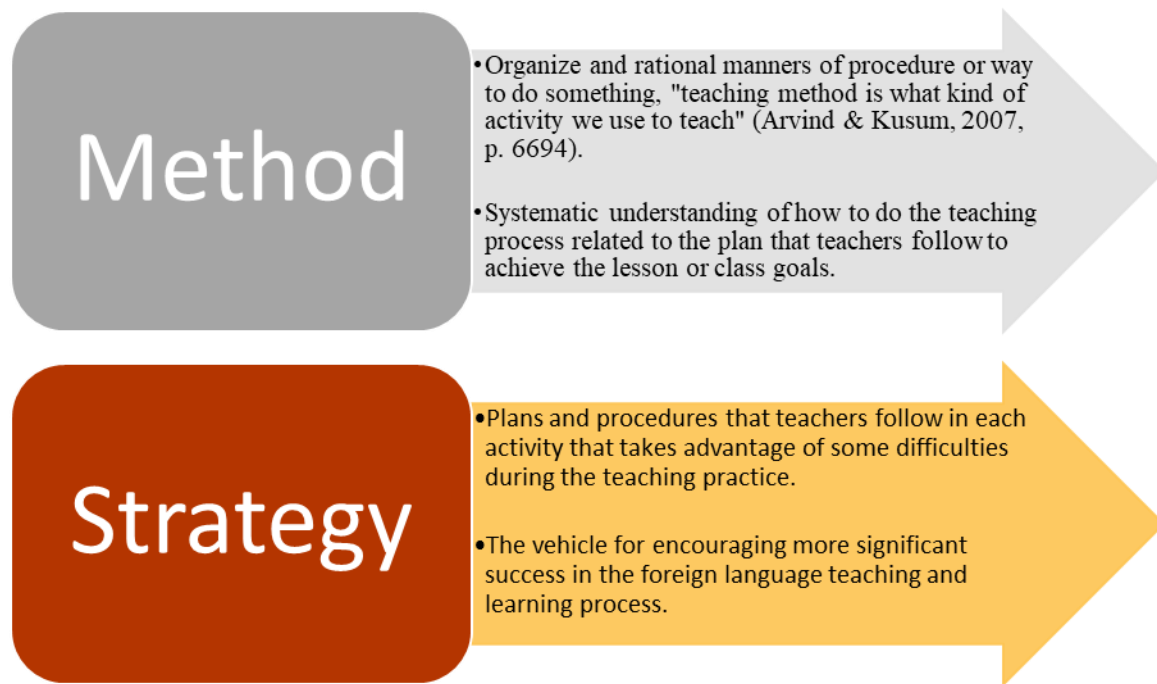 Method
•Organize and rational manners of procedure or way
to do something, "teaching method is what kind of
activity we use to teach" (Arvind & Kusum, 2007,
p. 6694).
•Systematic understanding of how to do the teaching
process related to the plan that teachers follow to
achieve the lesson or class goals.
Strategy
•Plans and procedures that teachers follow in each
activity that takes advantage of some difficulties
during the teaching practice.
•The vehicle for encouraging more significant
success in the foreign language teaching and
learning process.